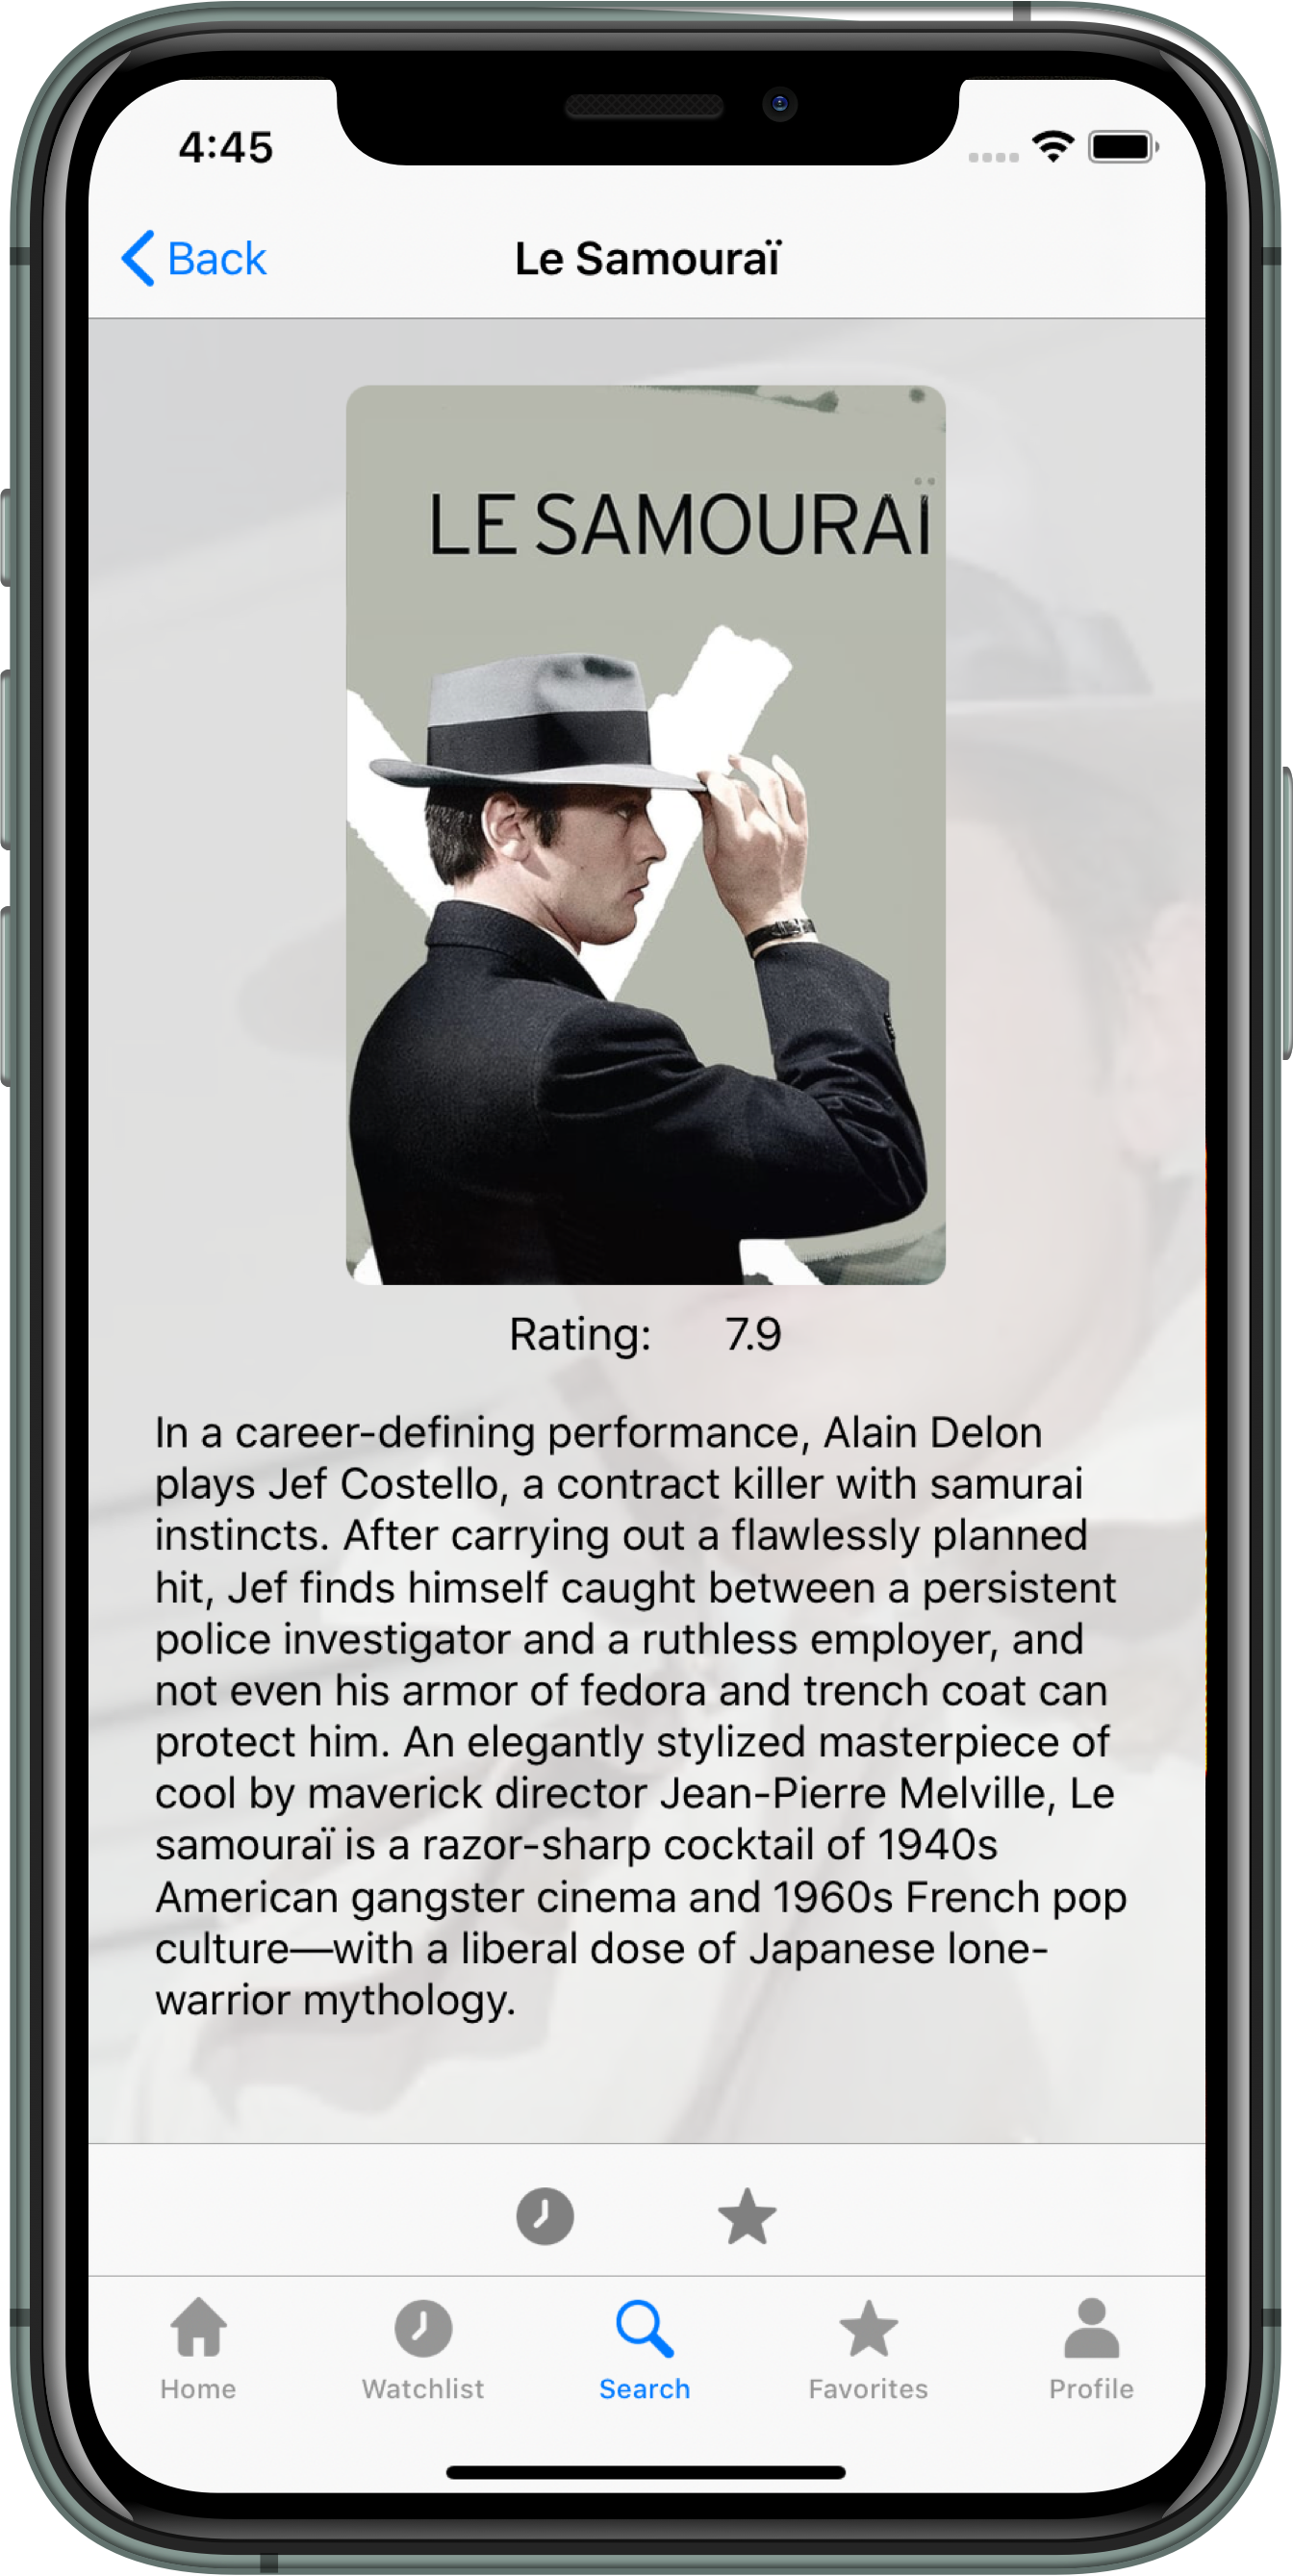 4:45
Back
Le Samouraï
LE SAMOURAÏ
Rating: 7.9
In a career-defining performance, Alain Delon
plays Jef Costello, a contract killer with samurai
instincts. After carrying out a flawlessly planned
hit, Jef finds himself caught between a persistent
police investigator and a ruthless employer, and
not even his armor of fedora and trench coat can
protect him. An elegantly stylized masterpiece of
cool by maverick director Jean-Pierre Melville, Le
samouraï is a razor-sharp cocktail of 1940s
American gangster cinema and 1960s French pop
culture—with a liberal dose of Japanese lone-
warrior mythology.
Home
Watchlist
Search
Favorites
Profile